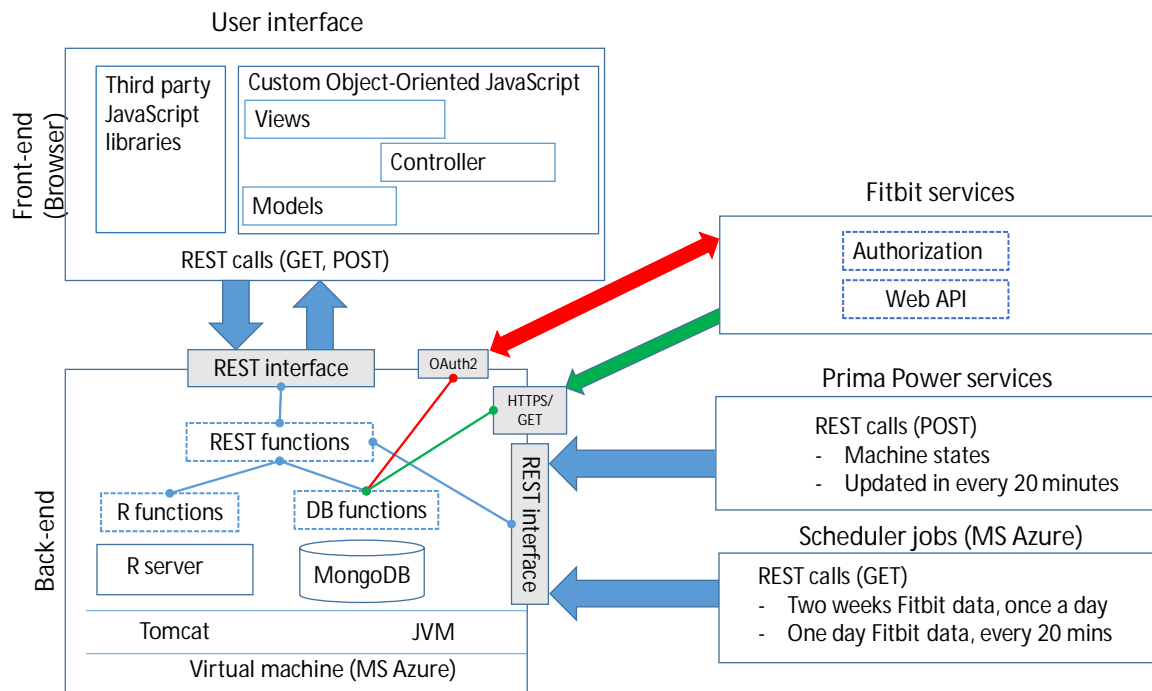 User interface
Front-end
(Browser)
Third party
JavaScript
libraries
Custom Object-Oriented JavaScript
Views
Controller
Models
REST calls (GET, POST)
Fitbit services
Authorization
Web API
REST interface
OAuth2
HTTPS/
GET
Back-end
REST functions
R functions
DB functions
REST interface
R server
MongoDB
Tomcat
JVM
Virtual machine (MS Azure)
Prima Power services
REST calls (POST)
- Machine states
- Updated in every 20 minutes
Scheduler jobs (MS Azure)
REST calls (GET)
- Two weeks Fitbit data, once a day
- One day Fitbit data, every 20 mins